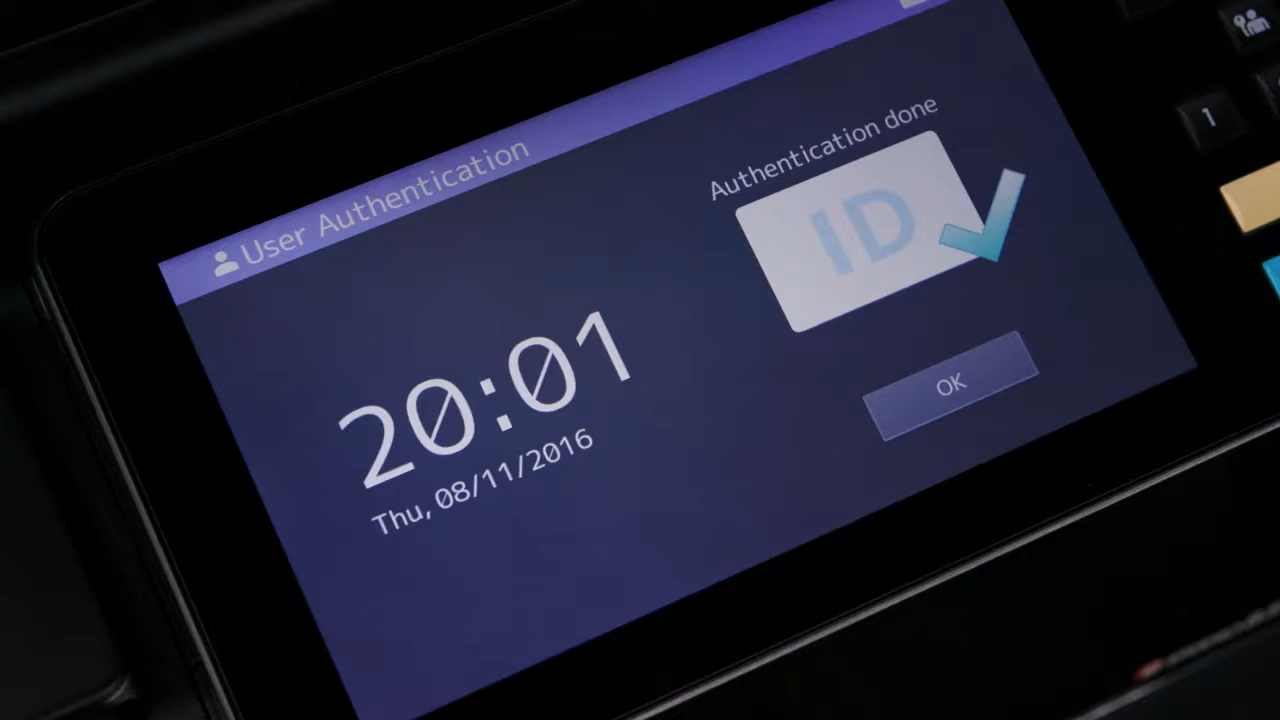 User Authentication
Authentication done
ID
20:01
Thu, 08/11/2016
OK
1